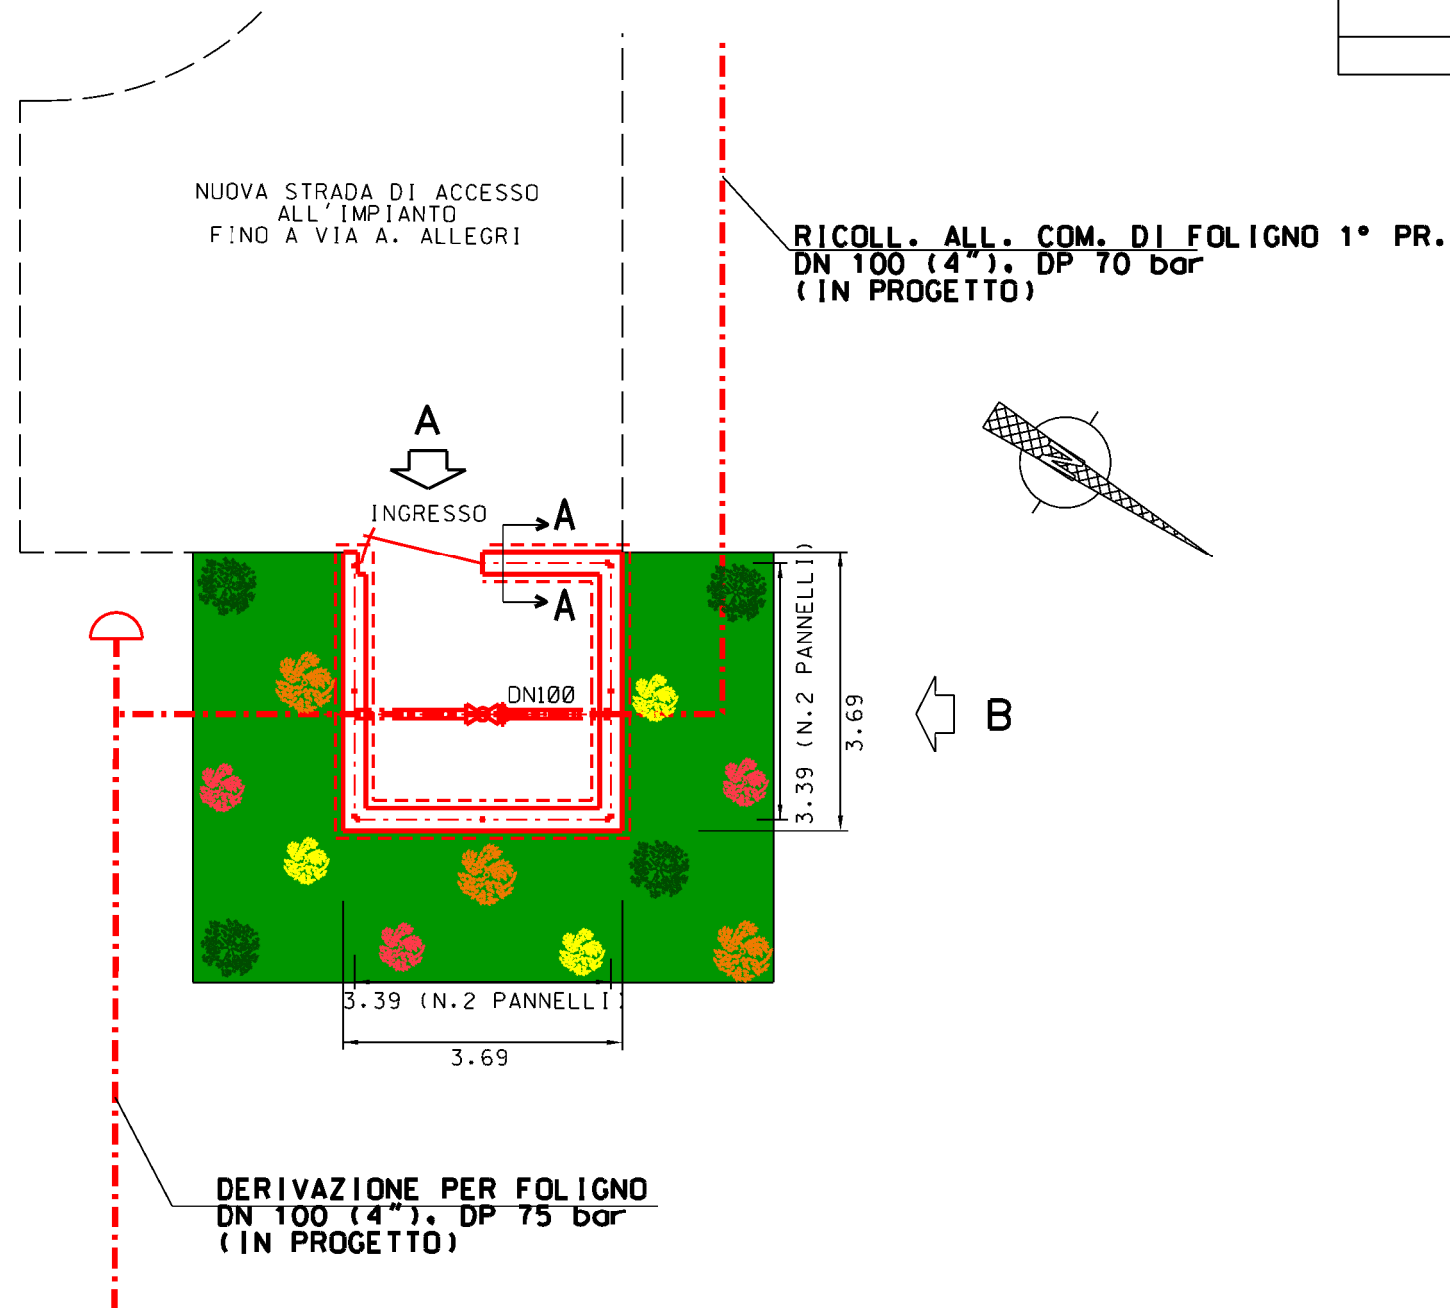 NUOVA STRADA DI ACCESSO
ALL'IMPIANTO
FINO A VIA A. ALLEGRI
RICOLL. ALL. COM. DI FOLIGNO 1° PR.
DN 100 (4"). DP 70 bar
(IN PROGETTO)
A
INGRESSO
A
A
N
DN100
3.39 (N.2 PANNELLI)
3.69
B
3.39 (N.2 PANNELLI)
3.69
DERIVAZIONE PER FOLIGNO
DN 100 (4"). DP 75 bar
(IN PROGETTO)